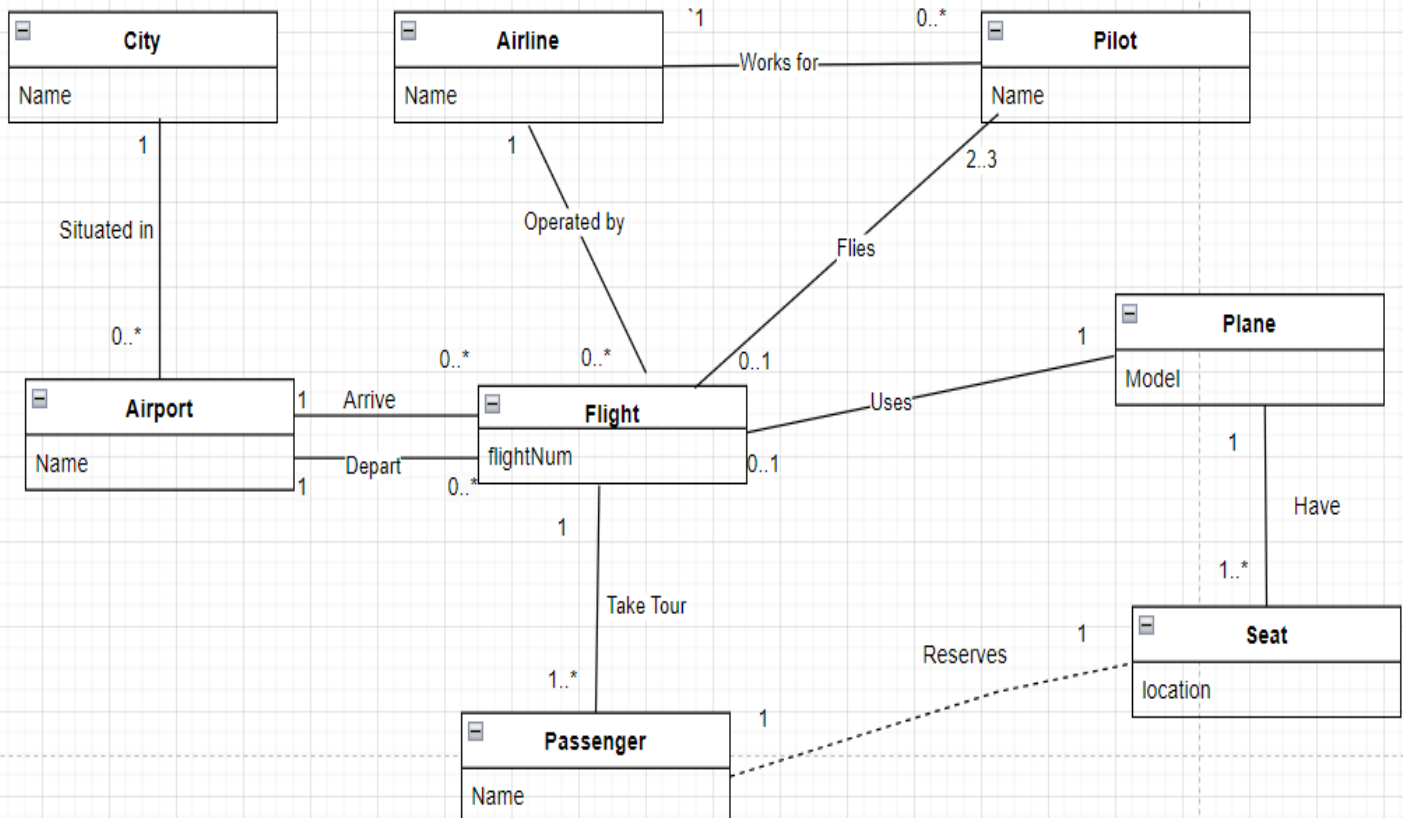 City
Name
Airline
Name
`1
0..*
Works for
Pilot
Name
1
1
2..3
Situated in
Operated by
Flies
0..*
0..*
0..*
0..1
1
Plane
Model
Airport
Name
1
Arrive
1
Depart
0..*
Flight
flightNum
Uses
0..1
1
1
Have
1..*
Take Tour
1..*
Reserves
1
1
Seat
location
Passenger
Name